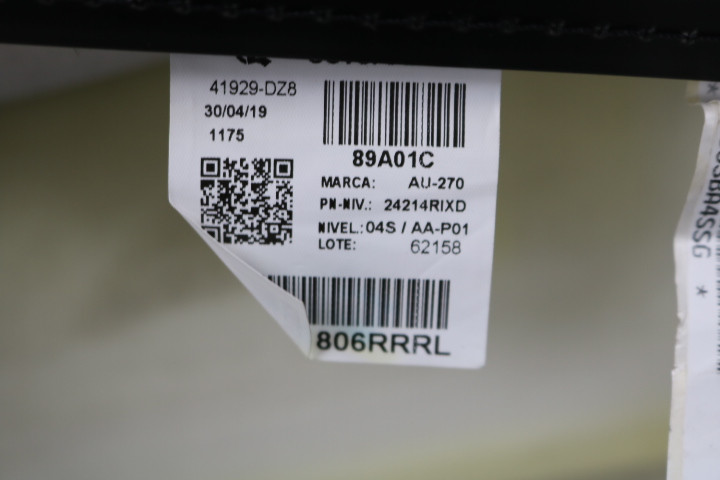 41929-DZ8
30/04/19
1175
89A01C
MARCA: AU-270
PN-NIV.: 24214RIXD
NIVEL.: 04S / AA-P01
LOTE: 62158
806RRRL